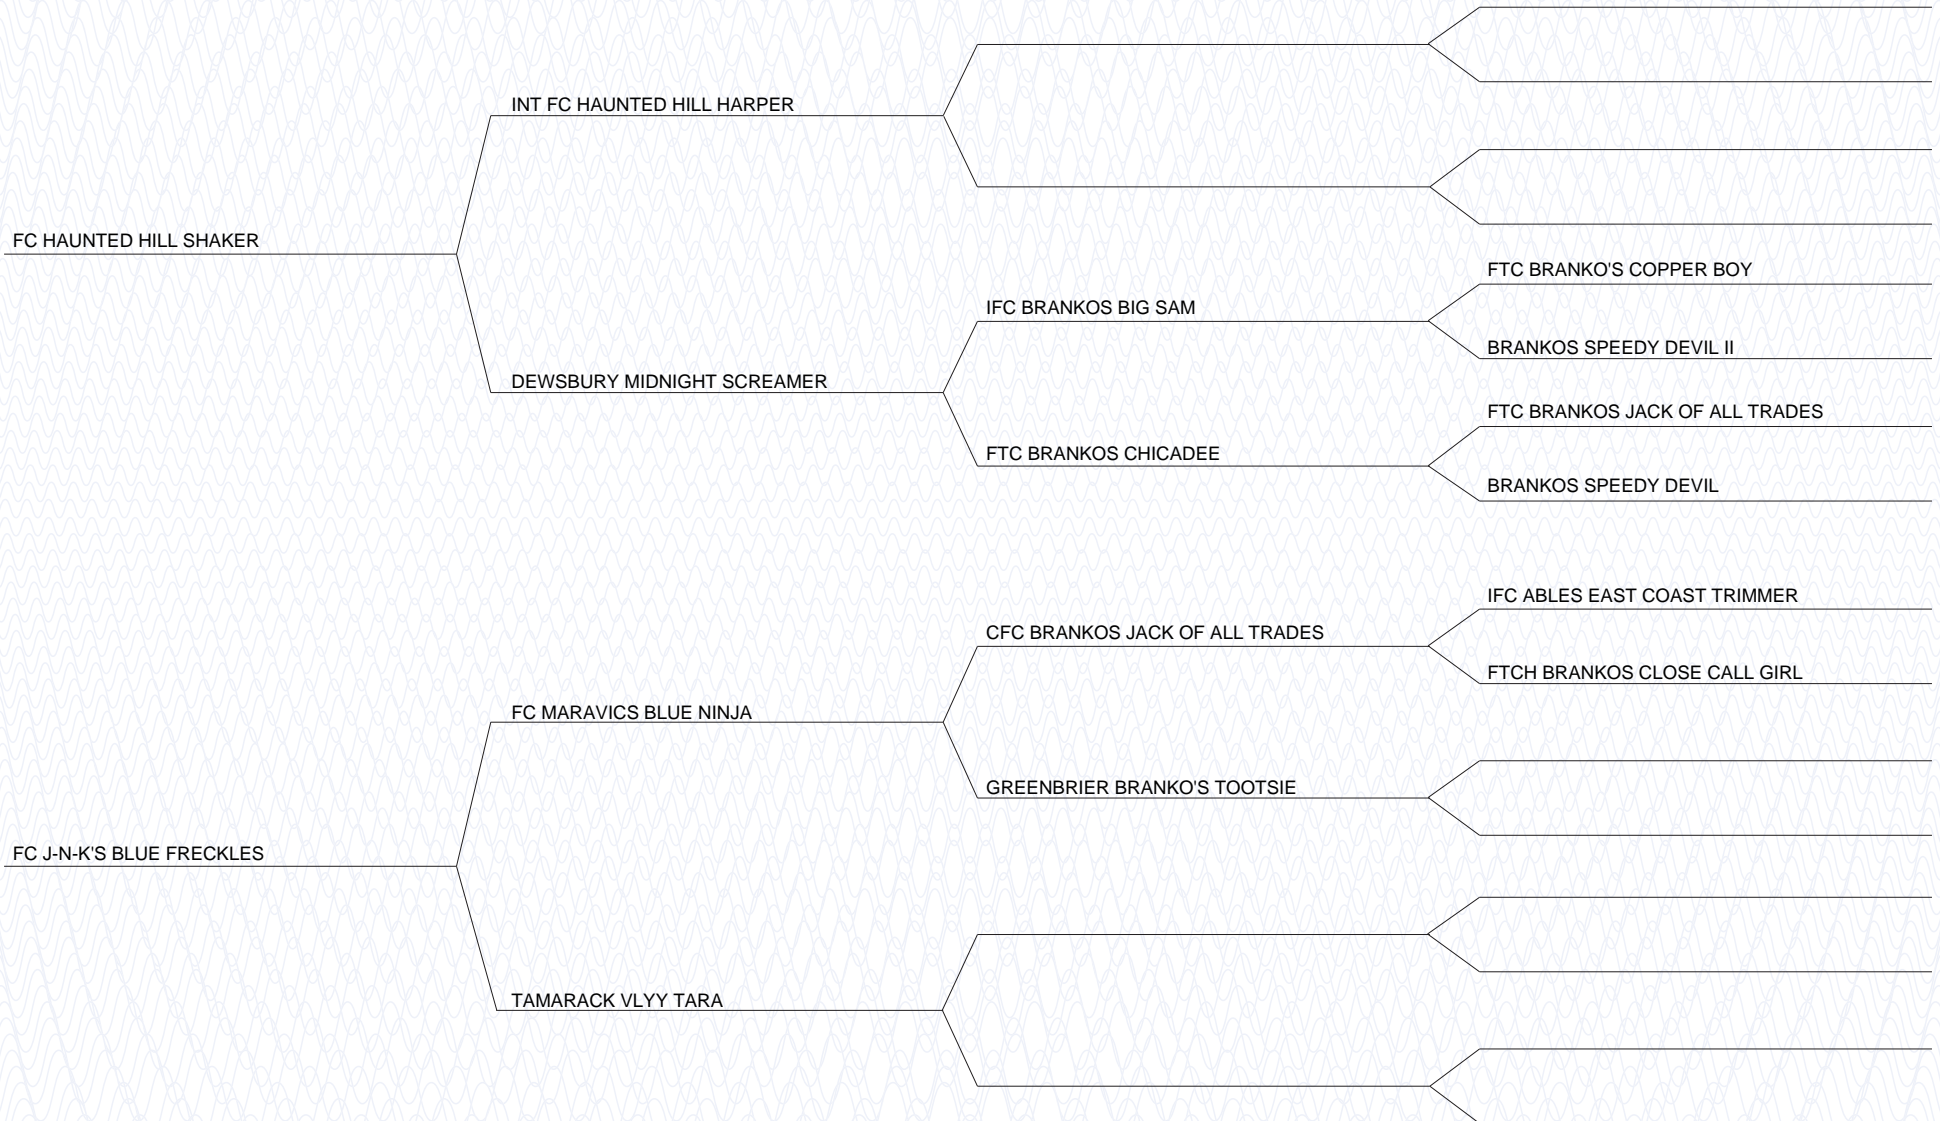 INT FC HAUNTED HILL HARPER
FC HAUNTED HILL SHAKER
FTC BRANKO'S COPPER BOY
IFC BRANKOS BIG SAM
BRANKOS SPEEDY DEVIL II
DEWSBURY MIDNIGHT SCREAMER
FTC BRANKOS JACK OF ALL TRADES
FTC BRANKOS CHICADEE
BRANKOS SPEEDY DEVIL
IFC ABLES EAST COAST TRIMMER
CFC BRANKOS JACK OF ALL TRADES
FTCH BRANKOS CLOSE CALL GIRL
FC MARAVICS BLUE NINJA
GREENBRIER BRANKO'S TOOTSIE
FC J-N-K'S BLUE FRECKLES
TAMARACK VLYY TARA